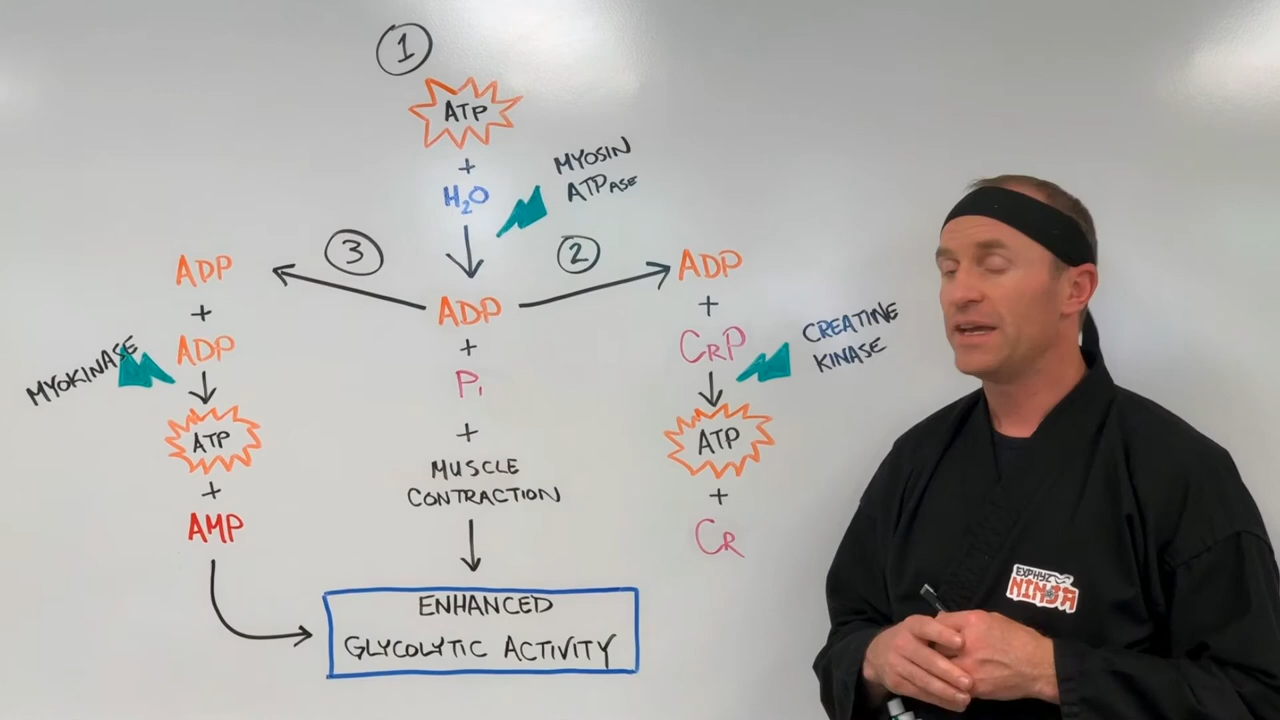 1
ATP
+
H₂O
MYOSIN
ATPASE
3
2
ADP
+
ADP
MYOKINASE
ATP
+
AMP
ADP
+
Pi
+
MUSCLE
CONTRACTION
ADP
+
CRP
CREATINE
KINASE
ATP
+
CR
ENHANCED
GLYCOLYTIC ACTIVITY
EXPHYZ
NINJA